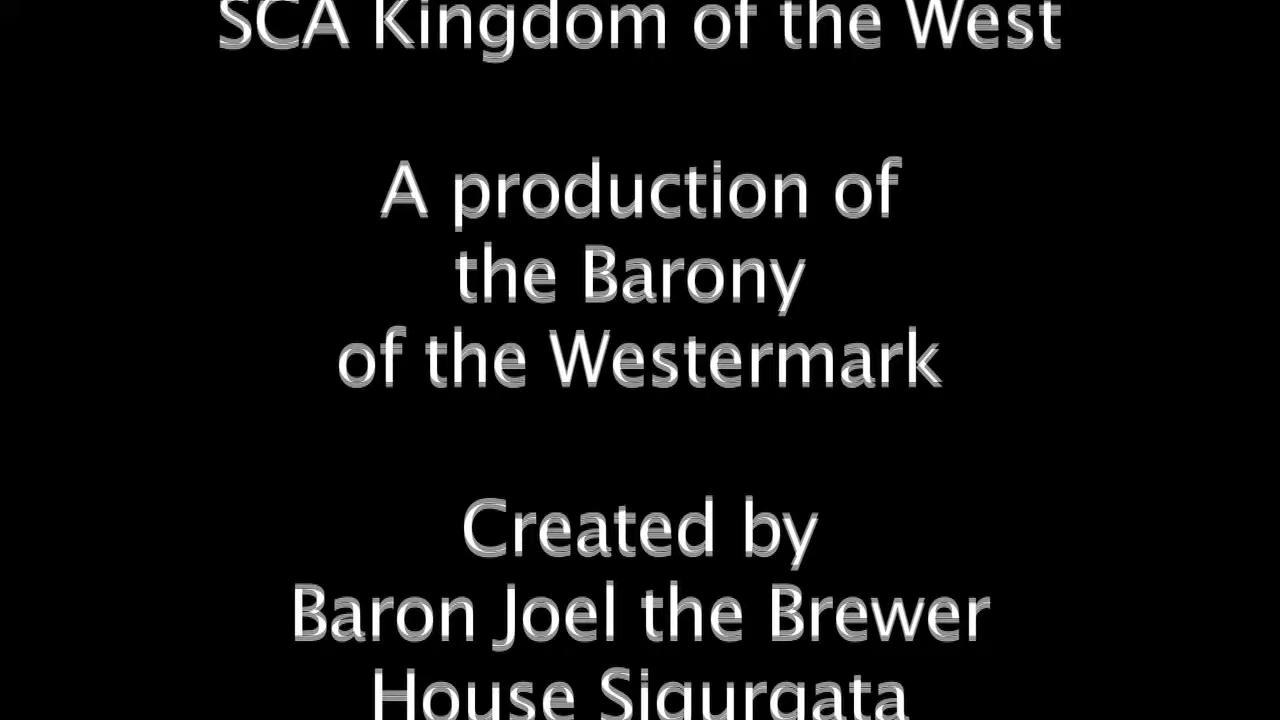 SCA Kingdom of the West
A production of
the Barony
of the Westermark
Created by
Baron Joel the Brewer
House Sigurgata